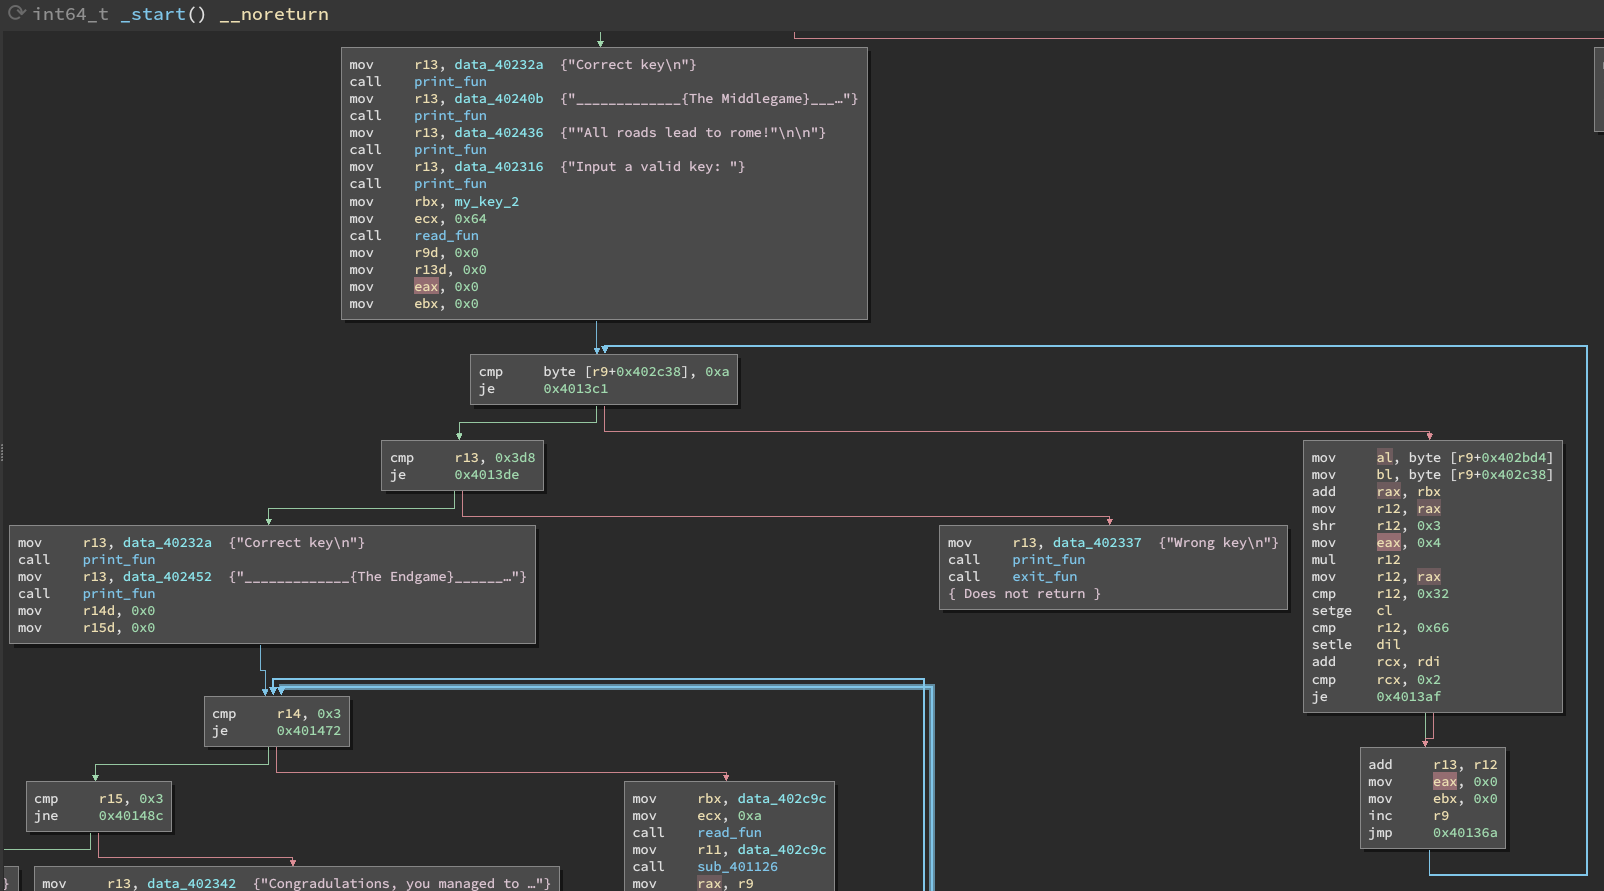 int64_t _start() __noreturn
mov r13, data_40232a {"Correct key\n"}
call print_fun
mov r13, data_40240b {"_____________{The Middlegame}___…"}
call print_fun
mov r13, data_402436 {""All roads lead to rome!"\n\n"}
call print_fun
mov r13, data_402316 {"Input a valid key: "}
call print_fun
mov rbx, my_key_2
mov ecx, 0x64
call read_fun
mov r9d, 0x0
mov r13d, 0x0
mov eax, 0x0
mov ebx, 0x0
cmp byte [r9+0x402c38], 0xa
je 0x4013c1
cmp r13, 0x3d8
je 0x4013de
mov al, byte [r9+0x402bd4]
mov bl, byte [r9+0x402c38]
add rax, rbx
mov r12, rax
shr r12, 0x3
mov eax, 0x4
mul r12
mov r12, rax
cmp r12, 0x32
setge cl
cmp r12, 0x66
setle dil
add rcx, rdi
cmp rcx, 0x2
je 0x4013af
mov r13, data_40232a {"Correct key\n"}
call print_fun
mov r13, data_402452 {"_____________{The Endgame}______…"}
call print_fun
mov r14d, 0x0
mov r15d, 0x0
mov r13, data_402337 {"Wrong key\n"}
call print_fun
call exit_fun
{ Does not return }
cmp r14, 0x3
je 0x401472
add r13, r12
mov eax, 0x0
mov ebx, 0x0
inc r9
jmp 0x40136a
cmp r15, 0x3
jne 0x40148c
mov rbx, data_402c9c
mov ecx, 0xa
call read_fun
mov r11, data_402c9c
call sub_401126
mov rax, r9
}
mov r13, data_402342 {"Congradulations, you managed to …"}